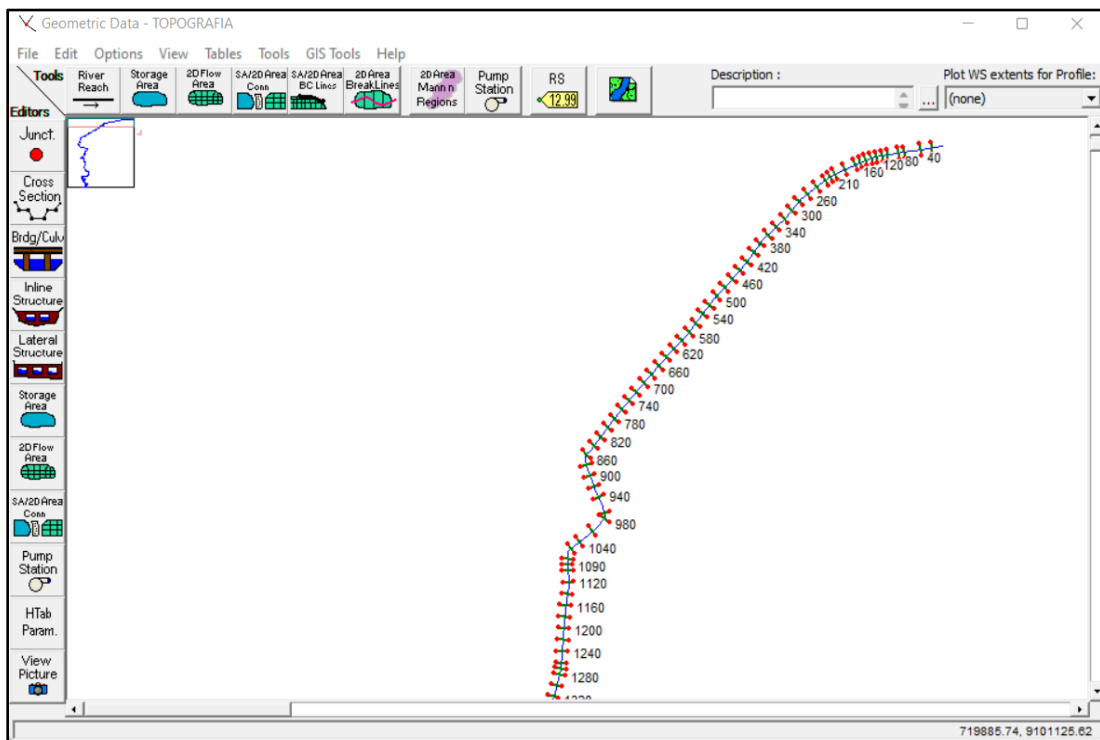 Geometric Data - TOPOGRAFIA
File Edit Options View Tables Tools GIS Tools Help
Tools
Editors
River
Reach
Storage
Area
2D Flow
Area
SA/2D Area
Conn
SA/2D Area
BC Lines
2D Area
BreakLines
2D Area
Mann n
Regions
Pump
Station
RS
12.99
Description :
...
Plot WS extents for Profile:
(none)
Junct.
Cross
Section
Brdg/Culv
Inline
Structure
Lateral
Structure
Storage
Area
2D Flow
Area
SA/2D Area
Conn
Pump
Station
HTab
Param.
View
Picture
40
80
120
160
210
260
300
340
380
420
460
500
540
580
620
660
700
740
780
820
860
900
940
980
1040
1090
1120
1160
1200
1240
1280
719885.74, 9101125.62